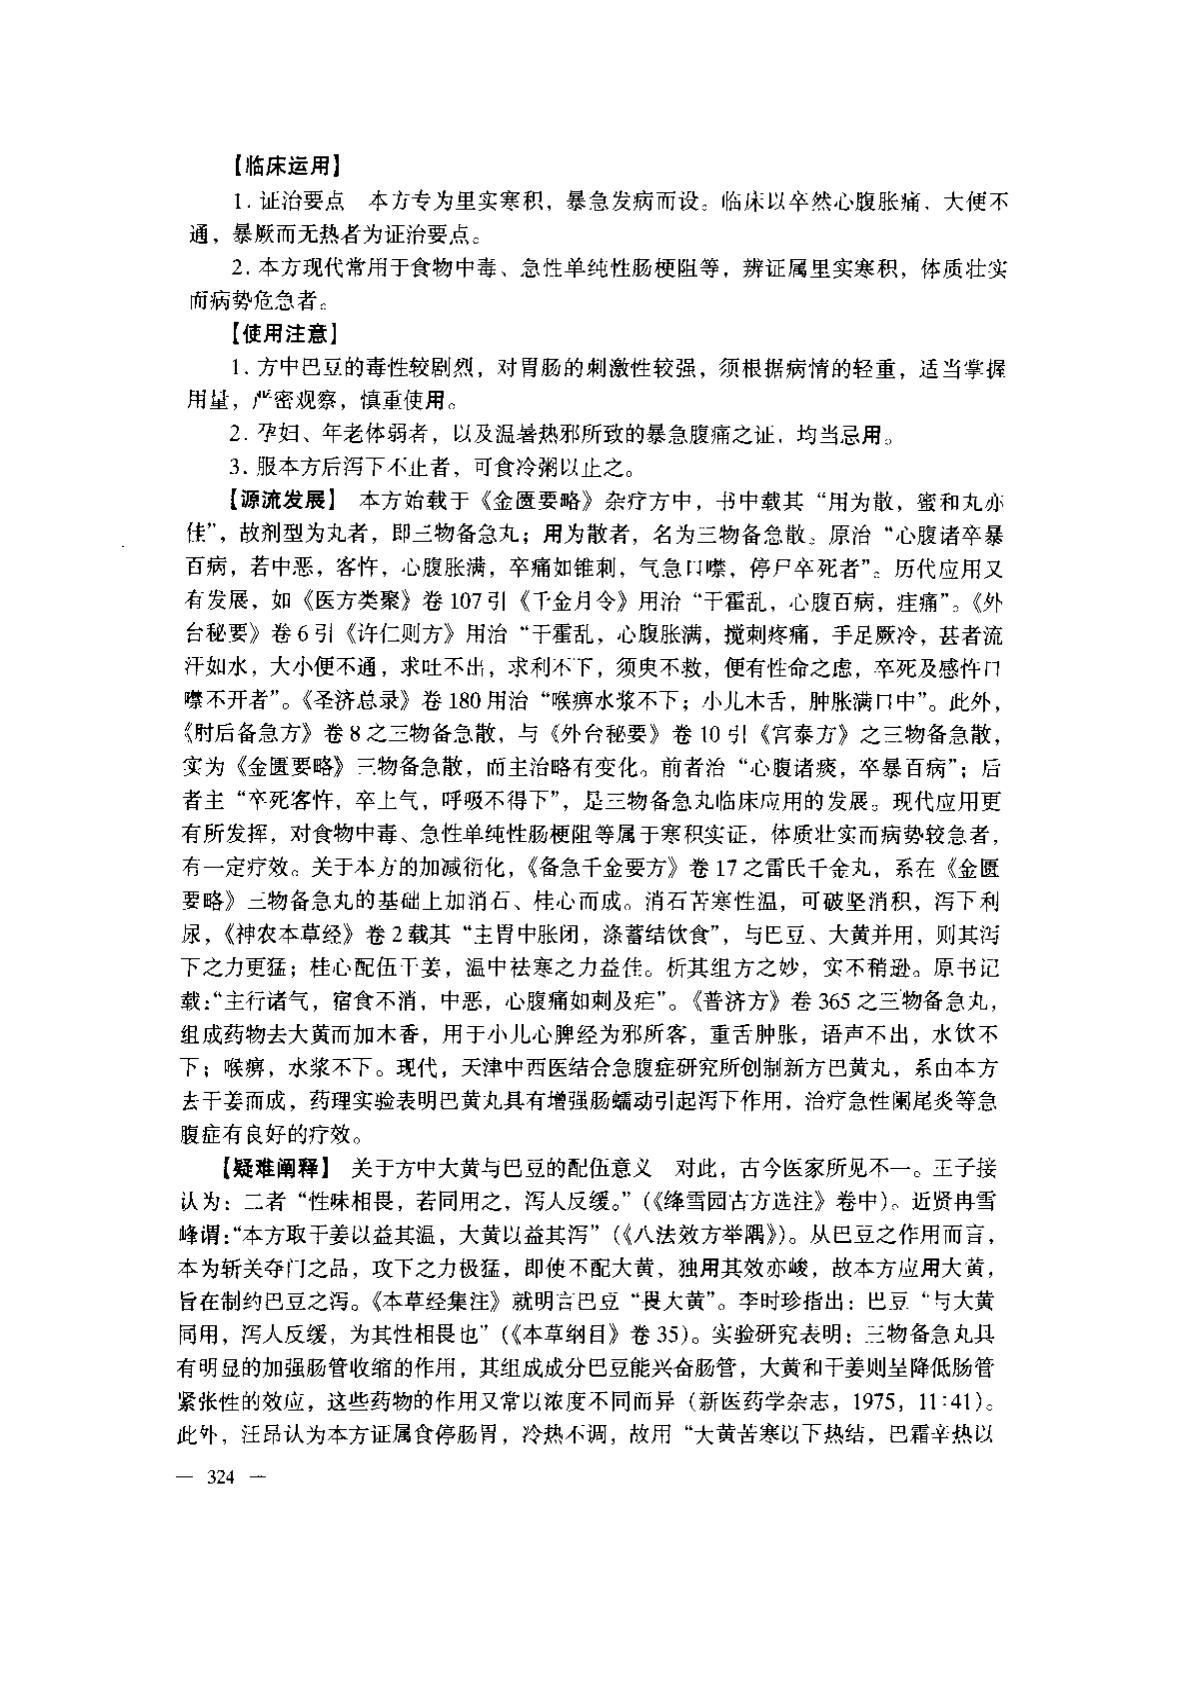 【临床运用】
1. 证治要点　本方专为里实寒积，暴急发病而设。临床以卒然心腹胀痛、大便不
通，暴厥而无热者为证治要点。
2. 本方现代常用于食物中毒、急性单纯性肠梗阻等，辨证属里实寒积，体质壮实
而病势危急者。
【使用注意】
1. 方中巴豆的毒性较剧烈，对胃肠的刺激性较强，须根据病情的轻重，适当掌握
用量，严密观察，慎重使用。
2. 孕妇、年老体弱者，以及温暑热邪所致的暴急腹痛之证，均当忌用。
3. 服本方后泻下不止者，可食冷粥以止之。
【源流发展】　本方始载于《金匮要略》杂疗方中，书中载其“用为散，蜜和丸亦
佳”，故剂型为丸者，即三物备急丸；用为散者，名为三物备急散。原治“心腹诸卒暴
百病，若中恶，客忤，心腹胀满，卒痛如锥刺，气急口噤，停尸卒死者”。历代应用又
有发展，如《医方类聚》卷 107 引《千金月令》用治“干霍乱，心腹百病，疰痛”。《外
台秘要》卷 6 引《许仁则方》用治“干霍乱，心腹胀满，搅刺疼痛，手足厥冷，甚者流
汗如水，大小便不通，求吐不出，求利不下，须臾不救，便有性命之虑，卒死及感忤口
噤不开者”。《圣济总录》卷 180 用治“喉痹水浆不下；小儿木舌，肿胀满口中”。此外，
《肘后备急方》卷 8 之三物备急散，与《外台秘要》卷 10 引《宫泰方》之三物备急散，
实为《金匮要略》三物备急散，而主治略有变化。前者治“心腹诸痰，卒暴百病”；后
者主“卒死客忤，卒上气，呼吸不得下”，是三物备急丸临床应用的发展。现代应用更
有所发挥，对食物中毒、急性单纯性肠梗阻等属于寒积实证，体质壮实而病势较急者，
有一定疗效。关于本方的加减衍化，《备急千金要方》卷 17 之雷氏千金丸，系在《金匮
要略》三物备急丸的基础上加消石、桂心而成。消石苦寒性温，可破坚消积，泻下利
尿，《神农本草经》卷 2 载其“主胃中胀闭，涤蓄结饮食”，与巴豆、大黄并用，则其泻
下之力更猛；桂心配伍干姜，温中祛寒之力益佳。析其组方之妙，实不稍逊。原书记
载：“主行诸气，宿食不消，中恶，心腹痛如刺及疟”。《普济方》卷 365 之三物备急丸，
组成药物去大黄而加木香，用于小儿心脾经为邪所客，重舌肿胀，语声不出，水饮不
下；喉痹，水浆不下。现代，天津中西医结合急腹症研究所创制新方巴黄丸，系由本方
去干姜而成，药理实验表明巴黄丸具有增强肠蠕动引起泻下作用，治疗急性阑尾炎等急
腹症有良好的疗效。
【疑难阐释】　关于方中大黄与巴豆的配伍意义　对此，古今医家所见不一。王子接
认为：二者“性味相畏，若同用之，泻人反缓。”（《绛雪园古方选注》卷中）。近贤冉雪
峰谓：“本方取干姜以益其温，大黄以益其泻”（《八法效方举隅》）。从巴豆之作用而言，
本为斩关夺门之品，攻下之力极猛，即使不配大黄，独用其效亦峻，故本方应用大黄，
旨在制约巴豆之泻。《本草经集注》就明言巴豆“畏大黄”。李时珍指出：巴豆“与大黄
同用，泻人反缓，为其性相畏也”（《本草纲目》卷 35）。实验研究表明：三物备急丸具
有明显的加强肠管收缩的作用，其组成成分巴豆能兴奋肠管，大黄和干姜则呈降低肠管
紧张性的效应，这些药物的作用又常以浓度不同而异（新医药学杂志，1975，11:41）。
此外，汪昂认为本方证属食停肠胃，冷热不调，故用“大黄苦寒以下热结，巴霜辛热以
— 324 —